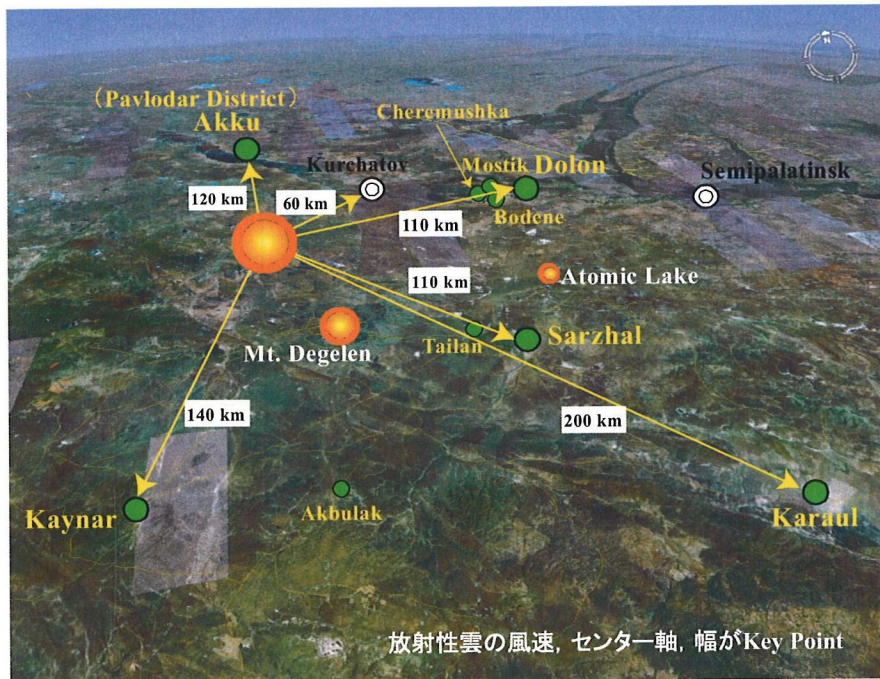 N
(Pavlodar District)
Akku
Cheremushka
Kurchatov
Mostik
Dolon
Semipalatinsk
120 km
60 km
Bodene
110 km
110 km
Atomic Lake
Mt. Degelen
Tailan
Sarzhal
140 km
200 km
Kaynar
Akbulak
Karaul
放射性雲の風速, センター軸, 幅がKey Point